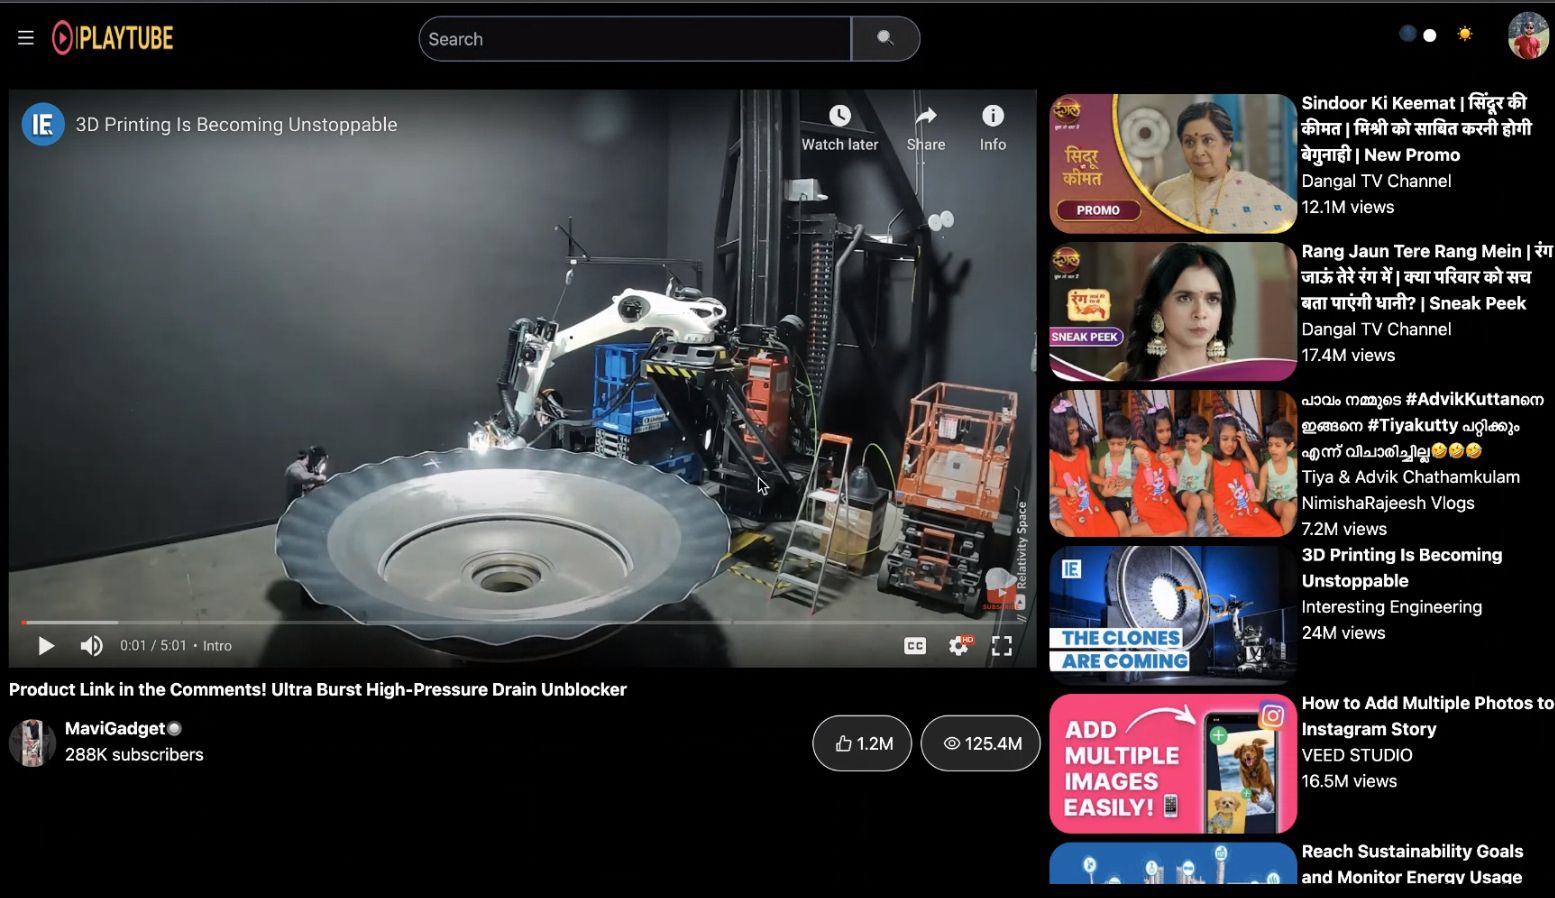 PLAYTUBE
Search
IE
3D Printing Is Becoming Unstoppable
Watch later
Share
Info
// Relativity Space
SUBSCRIBE
0:01 / 5:01 • Intro
CC
HD
Product Link in the Comments! Ultra Burst High-Pressure Drain Unblocker
MaviGadget
288K subscribers
1.2M
125.4M
दंगल
सिंदूर
की
कीमत
PROMO
Sindoor Ki Keemat | सिंदूर की
कीमत | मिश्री को साबित करनी होगी
बेगुनाही | New Promo
Dangal TV Channel
12.1M views
दंगल
रंग
SNEAK PEEK
Rang Jaun Tere Rang Mein | रंग
जाऊं तेरे रंग में | क्या परिवार को सच
बता पाएंगी धानी? | Sneak Peek
Dangal TV Channel
17.4M views
പാവം നമ്മുടെ #AdvikKuttanനെ
ഇങ്ങനെ #Tiyakutty പറ്റിക്കും
എന്ന് വിചാരിച്ചില്ല🤣🤣🤣
Tiya & Advik Chathamkulam
NimishaRajeesh Vlogs
7.2M views
IE
THE CLONES
ARE COMING
3D Printing Is Becoming
Unstoppable
Interesting Engineering
24M views
ADD
MULTIPLE
IMAGES
EASILY!
How to Add Multiple Photos to
Instagram Story
VEED STUDIO
16.5M views
Reach Sustainability Goals
and Monitor Energy Usage